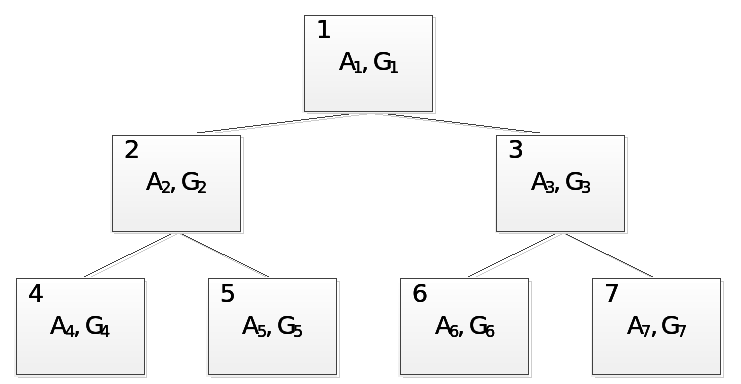 1
A₁, G₁
2
A₂, G₂
3
A₃, G₃
4
A₄, G₄
5
A₅, G₅
6
A₆, G₆
7
A₇, G₇